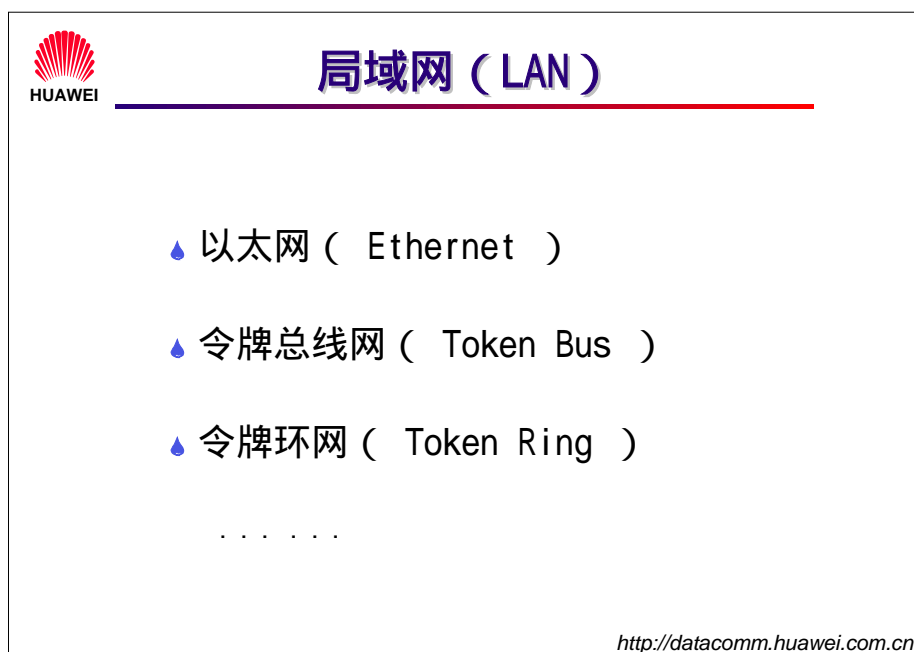 HUAWEI
局域网（LAN）
以太网（ Ethernet ）
令牌总线网（ Token Bus ）
令牌环网（ Token Ring ）
. . . . . .
http://datacomm.huawei.com.cn